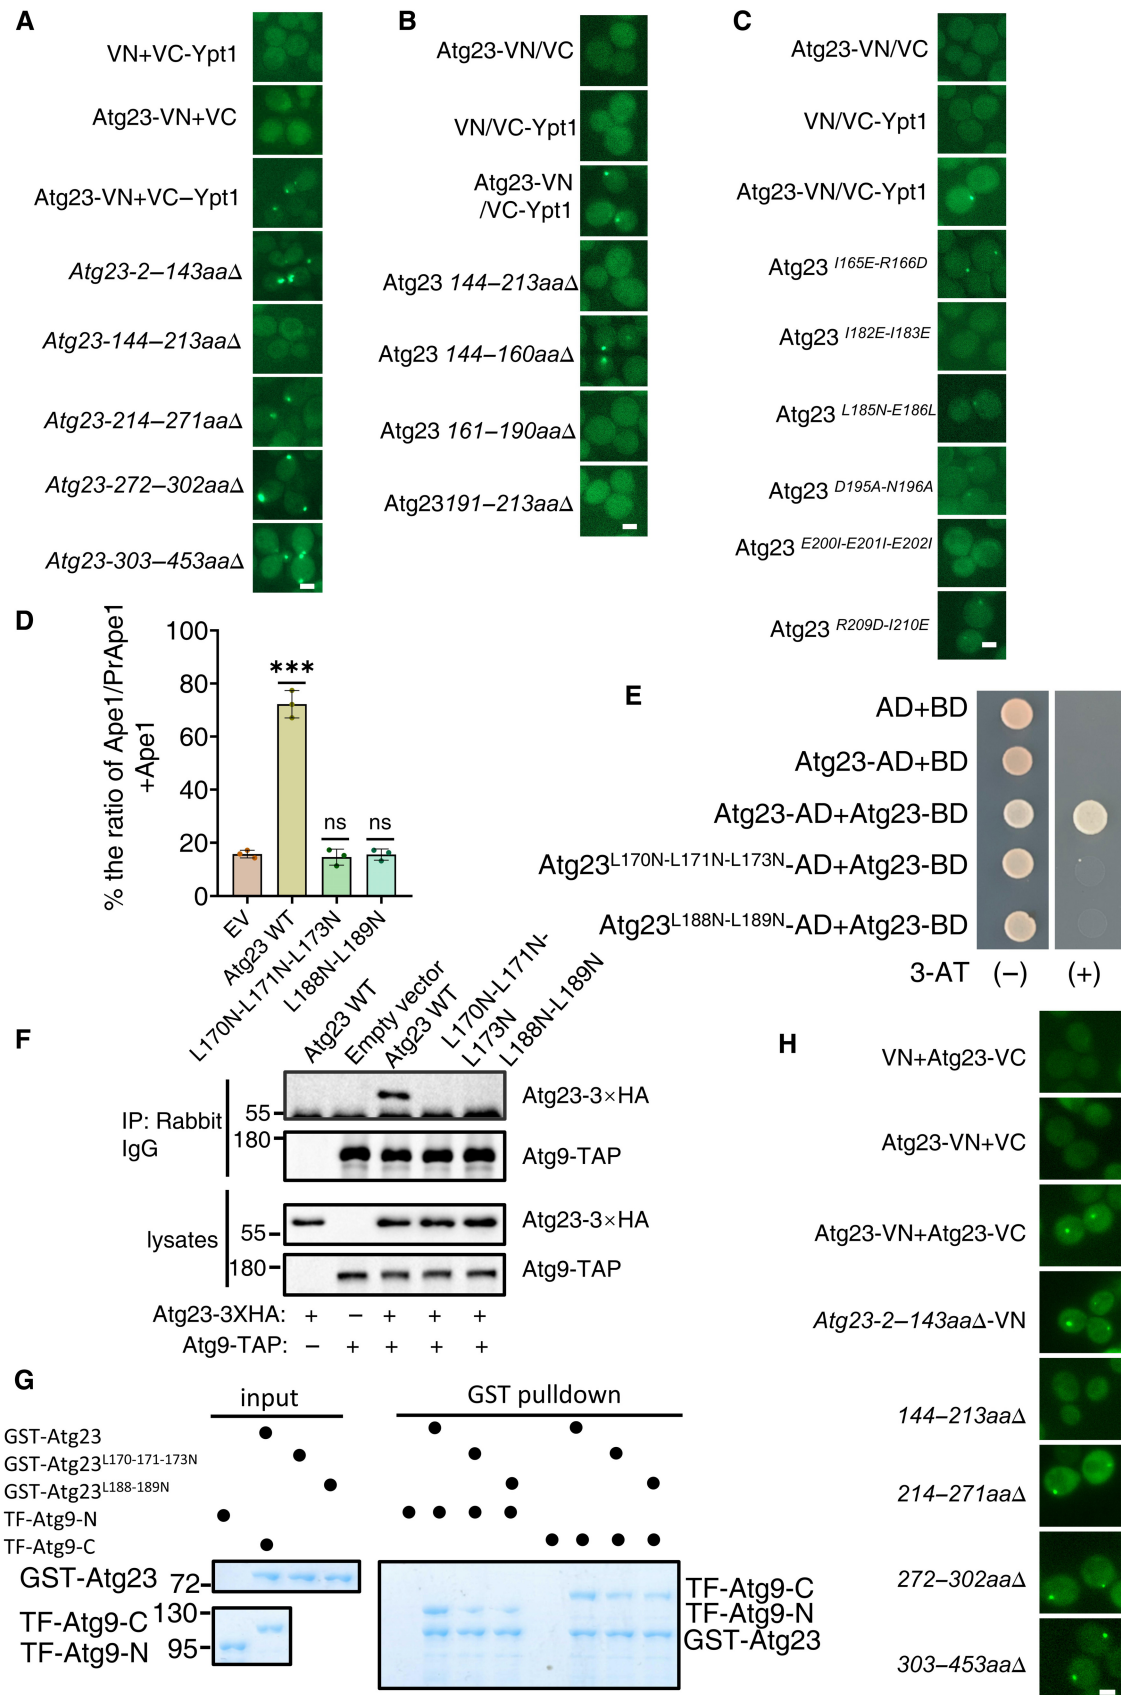 A
VN+VC-Ypt1
Atg23-VN+VC
Atg23-VN+VC–Ypt1
Atg23-2–143aaΔ
Atg23-144–213aaΔ
Atg23-214–271aaΔ
Atg23-272–302aaΔ
Atg23-303–453aaΔ
B
Atg23-VN/VC
VN/VC-Ypt1
Atg23-VN
/VC-Ypt1
Atg23 144–213aaΔ
Atg23 144–160aaΔ
Atg23 161–190aaΔ
Atg23191–213aaΔ
C
Atg23-VN/VC
VN/VC-Ypt1
Atg23-VN/VC-Ypt1
Atg23 I165E-R166D
Atg23 I182E-I183E
Atg23 L185N-E186L
Atg23 D195A-N196A
Atg23 E200I-E201I-E202I
Atg23 R209D-I210E
D
% the ratio of Ape1/PrApe1
+Ape1
100
80
60
40
20
0
***
ns
ns
EV
Atg23 WT
L170N-L171N-L173N
L188N-L189N
E
AD+BD
Atg23-AD+BD
Atg23-AD+Atg23-BD
Atg23L170N-L171N-L173N-AD+Atg23-BD
Atg23L188N-L189N-AD+Atg23-BD
3-AT (–) (+)
F
Atg23 WT
Empty vector
Atg23 WT
L170N-L171N-
L173N
L188N-L189N
IP: Rabbit
IgG
55
180
Atg23-3×HA
Atg9-TAP
lysates
55
180
Atg23-3×HA
Atg9-TAP
Atg23-3XHA: + – + + +
Atg9-TAP: – + + + +
G
input
GST pulldown
GST-Atg23
GST-Atg23L170-171-173N
GST-Atg23L188-189N
TF-Atg9-N
TF-Atg9-C
GST-Atg23 72
TF-Atg9-C 130
TF-Atg9-N 95
TF-Atg9-C
TF-Atg9-N
GST-Atg23
H
VN+Atg23-VC
Atg23-VN+VC
Atg23-VN+Atg23-VC
Atg23-2–143aaΔ-VN
144–213aaΔ
214–271aaΔ
272–302aaΔ
303–453aaΔ